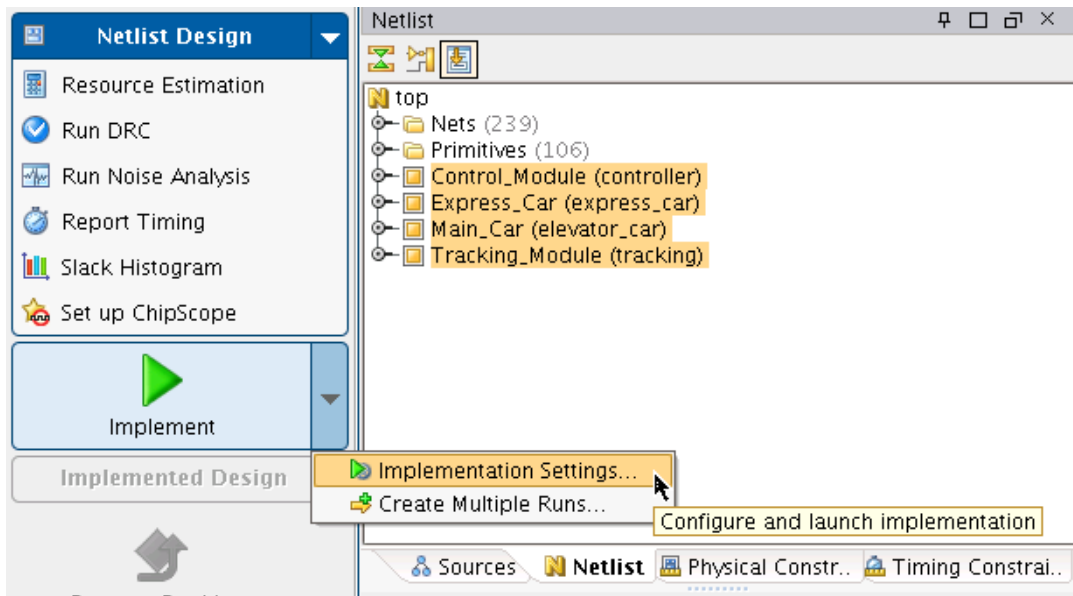 Netlist Design
Resource Estimation
Run DRC
Run Noise Analysis
Report Timing
Slack Histogram
Set up ChipScope
Implement
Implemented Design
Netlist
top
Nets (239)
Primitives (106)
Control_Module (controller)
Express_Car (express_car)
Main_Car (elevator_car)
Tracking_Module (tracking)
Implementation Settings...
Create Multiple Runs...
Configure and launch implementation
Sources
Netlist
Physical Constr..
Timing Constrai..